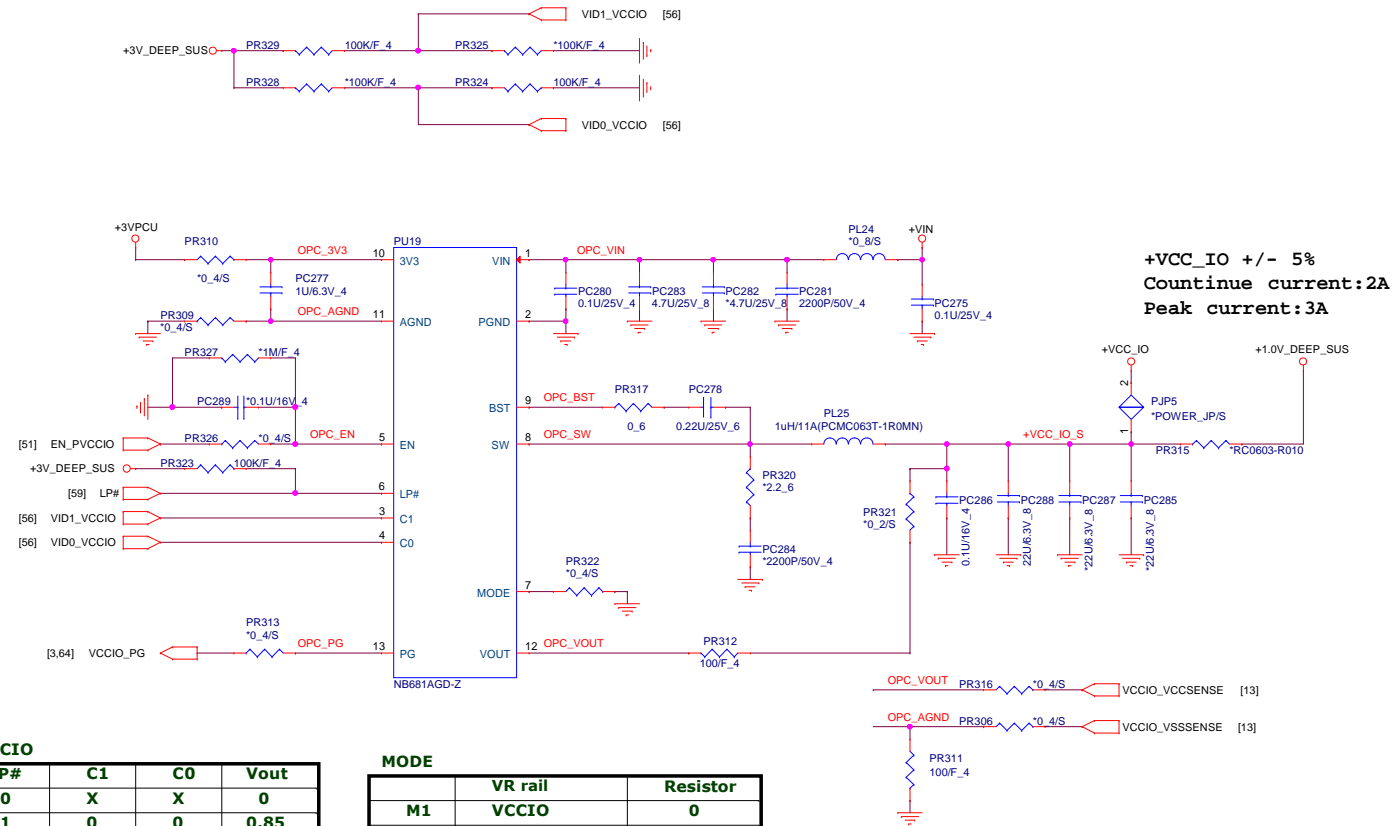 VID1_VCCIO [56]
+3V_DEEP_SUS PR329 100K/F_4 PR325 *100K/F_4
PR328 *100K/F_4 PR324 100K/F_4
VID0_VCCIO [56]
+3VPCU
PR310
*0_4/S
OPC_3V3
10
3V3
PC277
1U/6.3V_4
PR309
*0_4/S
OPC_AGND
11
AGND
PR327 *1M/F_4
PC289 *0.1U/16V_4
[51] EN_PVCCIO PR326 *0_4/S OPC_EN 5 EN
+3V_DEEP_SUS PR323 100K/F_4
[59] LP# 6 LP#
[56] VID1_VCCIO 3 C1
[56] VID0_VCCIO 4 C0
PR313
*0_4/S
[3,64] VCCIO_PG OPC_PG 13 PG
PU19
NB681AGD-Z
VIN 1 OPC_VIN
PL24
*0_8/S
+VIN
PC280
0.1U/25V_4
PC283
4.7U/25V_8
PC282
*4.7U/25V_8
PC281
2200P/50V_4
PC275
0.1U/25V_4
PGND 2
+VCC_IO +/- 5%
Countinue current:2A
Peak current:3A
BST 9 OPC_BST
PR317
0_6
PC278
0.22U/25V_6
SW 8 OPC_SW
PL25
1uH/11A(PCMC063T-1R0MN)
+VCC_IO_S
+VCC_IO
2
PJP5
*POWER_JP/S
1
+1.0V_DEEP_SUS
PR315 *RC0603-R010
PR320
*2.2_6
PC284
*2200P/50V_4
PR321
*0_2/S
PC286
0.1U/16V_4
PC288
22U/6.3V_8
PC287
*22U/6.3V_8
PC285
*22U/6.3V_8
MODE 7
PR322
*0_4/S
VOUT 12 OPC_VOUT
PR312
100/F_4
OPC_VOUT PR316 *0_4/S VCCIO_VCCSENSE [13]
OPC_AGND PR306 *0_4/S VCCIO_VSSSENSE [13]
PR311
100/F_4
CIO
P# C1 C0 Vout
0 X X 0
1 0 0 0.85
MODE
VR rail Resistor
M1 VCCIO 0